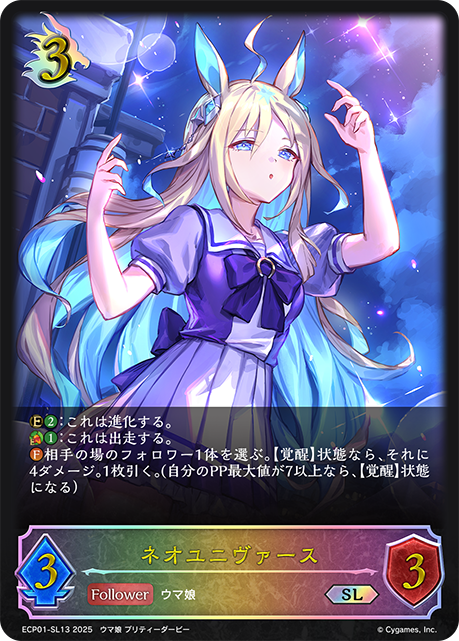 3
E 2：これは進化する。
1：これは出走する。
F 相手の場のフォロワー1体を選ぶ。【覚醒】状態なら、それに
4ダメージ。1枚引く。(自分のPP最大値が7以上なら、【覚醒】状態
になる)
ネオユニヴァース
3
Follower ウマ娘
SL
3
ECP01-SL13 2025 ウマ娘 プリティーダービー
© Cygames, Inc.